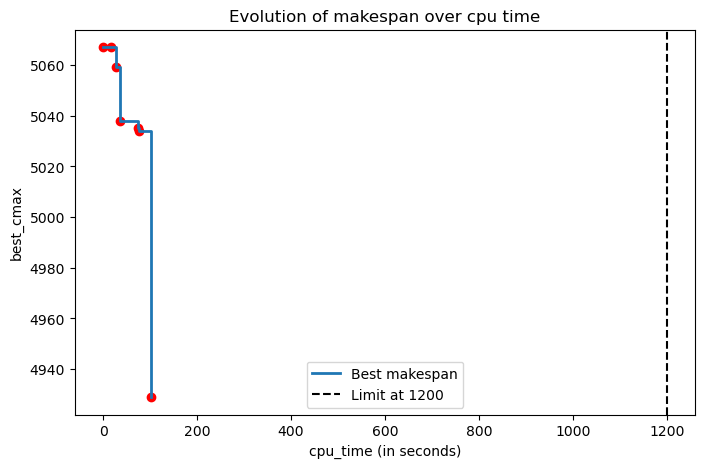 Evolution of makespan over cpu time
5060
5040
5020
5000
4980
4960
4940
best_cmax
Best makespan
Limit at 1200
0
200
400
600
800
1000
1200
cpu_time (in seconds)